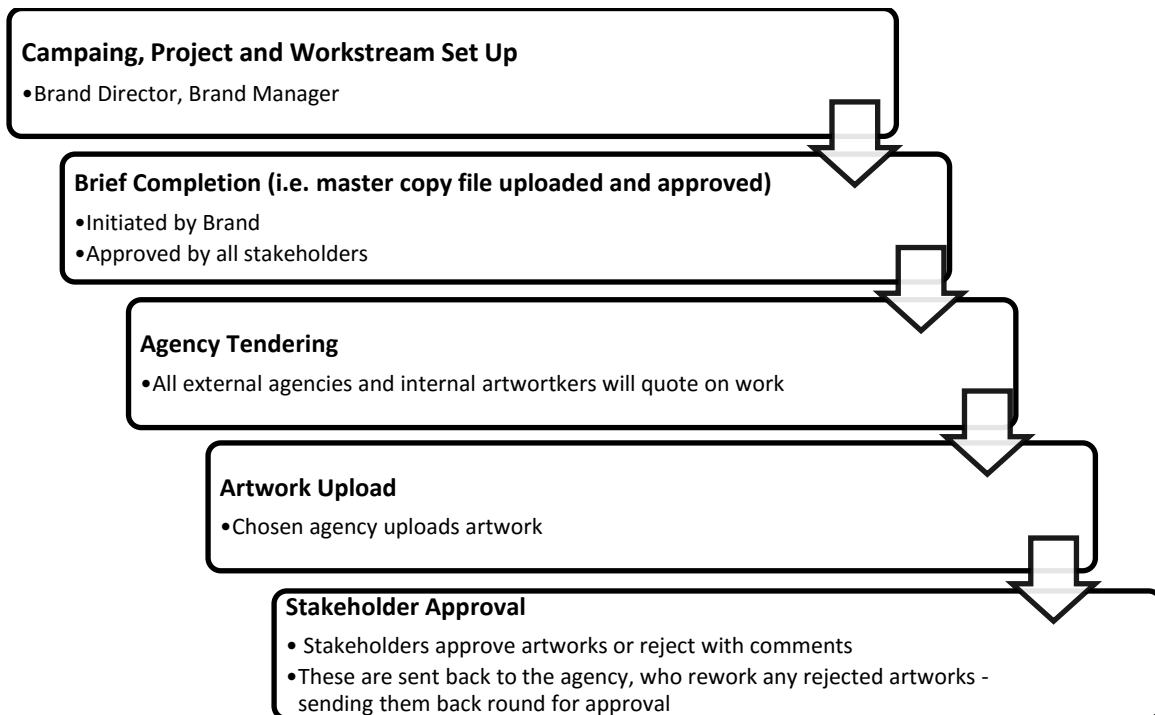 Campaing, Project and Workstream Set Up
•Brand Director, Brand Manager
Brief Completion (i.e. master copy file uploaded and approved)
•Initiated by Brand
•Approved by all stakeholders
Agency Tendering
•All external agencies and internal artwortkers will quote on work
Artwork Upload
•Chosen agency uploads artwork
Stakeholder Approval
• Stakeholders approve artworks or reject with comments
•These are sent back to the agency, who rework any rejected artworks -
sending them back round for approval